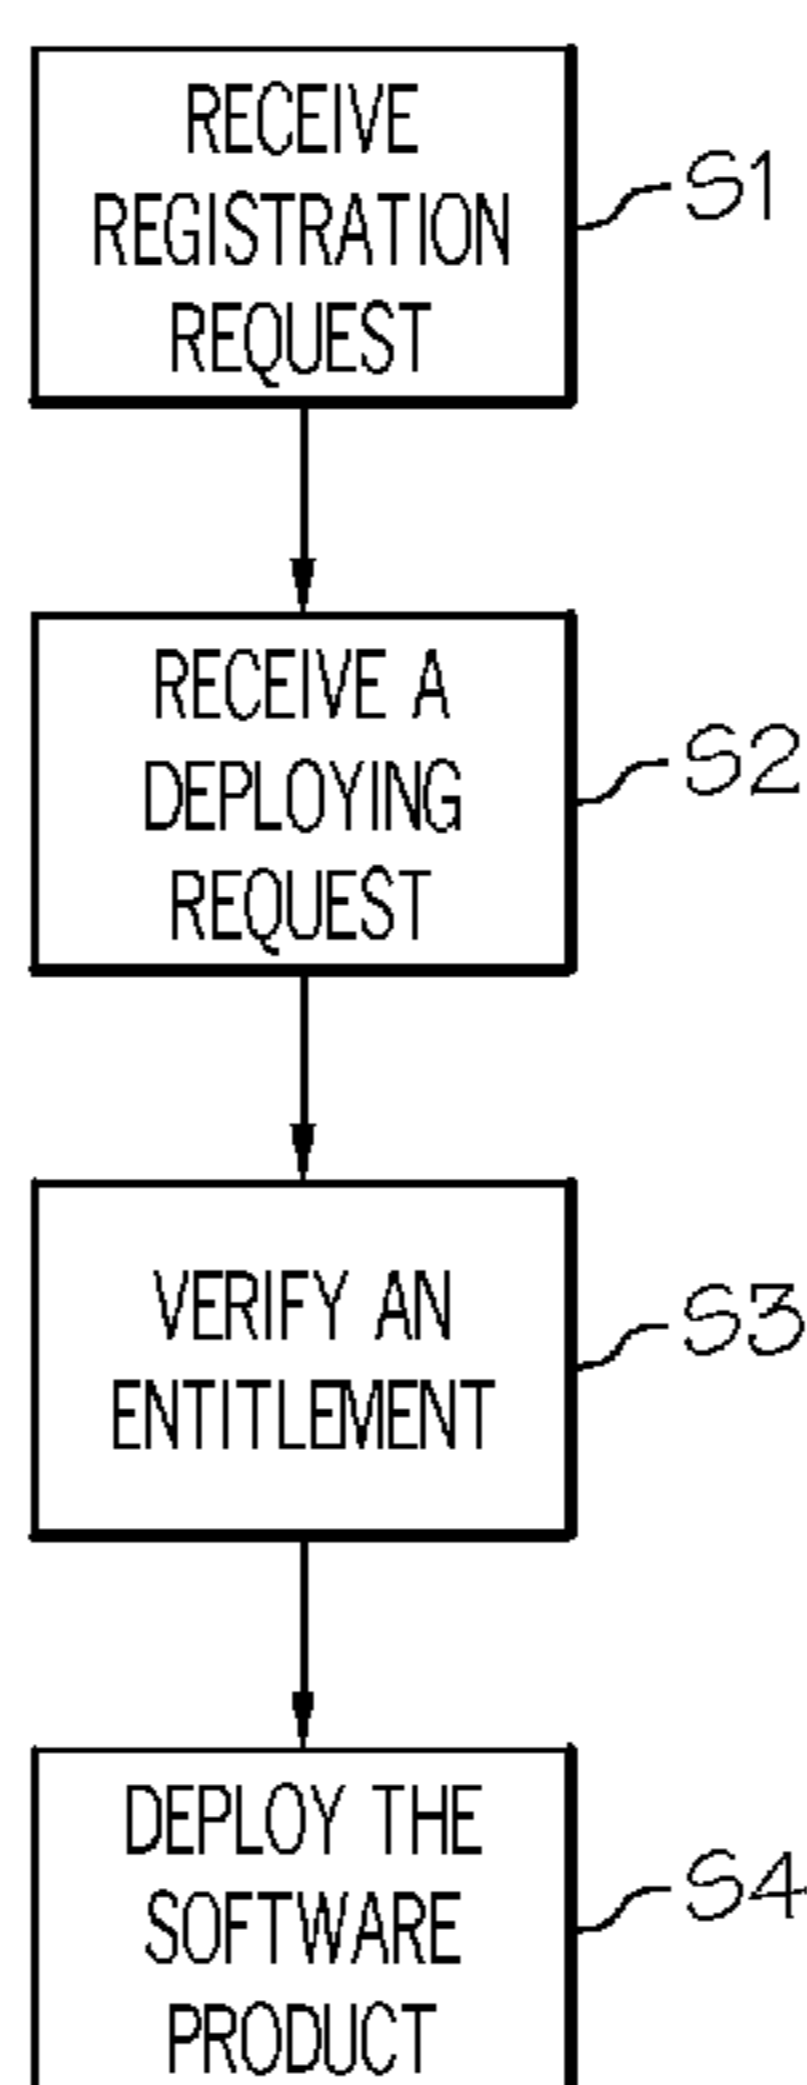 RECEIVE
REGISTRATION
REQUEST
S1
RECEIVE A
DEPLOYING
REQUEST
S2
VERIFY AN
ENTITLEMENT
S3
DEPLOY THE
SOFTWARE
PRODUCT
S4